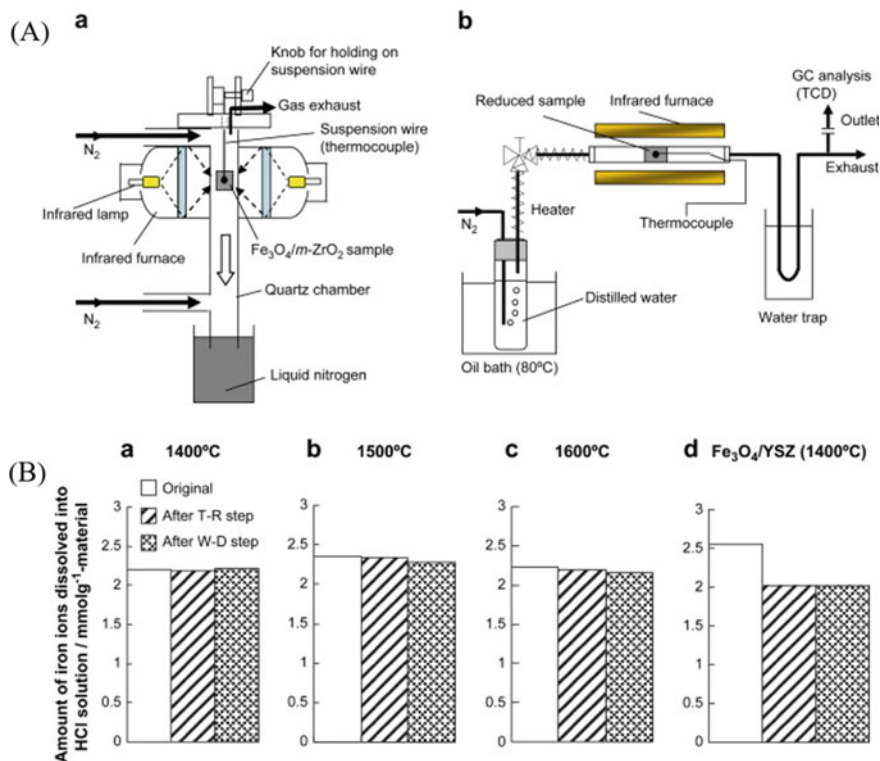 (A)
a
Knob for holding on
suspension wire
Gas exhaust
N₂
Suspension wire
(thermocouple)
Infrared lamp
Infrared furnace
Fe₃O₄/m-ZrO₂ sample
Quartz chamber
N₂
Liquid nitrogen
b
GC analysis
(TCD)
Infrared furnace
Reduced sample
Outlet
Exhaust
Thermocouple
Heater
N₂
Distilled water
Water trap
Oil bath (80ºC)
(B)
Amount of iron ions dissolved into
HCl solution / mmolg⁻¹-material
a 1400ºC
Original
After T-R step
After W-D step
3
2.5
2
1.5
1
0.5
0
b 1500ºC
3
2.5
2
1.5
1
0.5
0
c 1600ºC
3
2.5
2
1.5
1
0.5
0
d Fe₃O₄/YSZ (1400ºC)
3
2.5
2
1.5
1
0.5
0